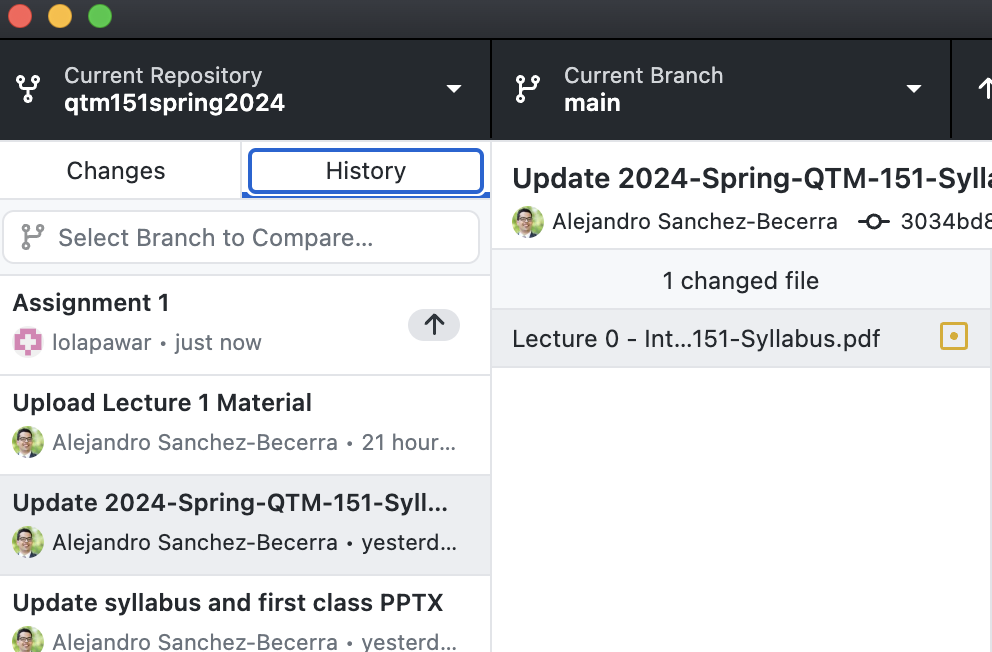 Current Repository
qtm151spring2024
Current Branch
main
Changes
History
Select Branch to Compare...
Assignment 1
lolapawar • just now
Upload Lecture 1 Material
Alejandro Sanchez-Becerra • 21 hour...
Update 2024-Spring-QTM-151-Syll...
Alejandro Sanchez-Becerra • yesterd...
Update syllabus and first class PPTX
Alejandro Sanchez-Becerra • yesterd...
Update 2024-Spring-QTM-151-Sylla
Alejandro Sanchez-Becerra 3034bd8
1 changed file
Lecture 0 - Int...151-Syllabus.pdf